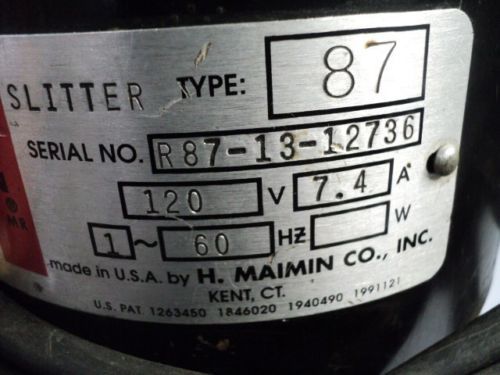 SLITTER TYPE: 87
SERIAL NO. R87-13-12736
120 V 7.4 A
1 ~ 60 HZ W
MR
made in U.S.A. by H. MAIMIN CO., INC.
KENT, CT.
U.S. PAT. 1263450 1846020 1940490 1991121